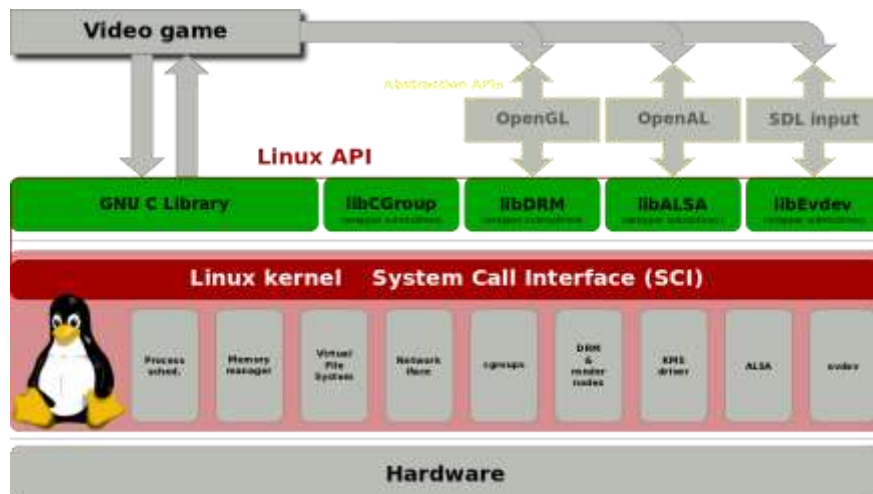 Video game
Abstraction APIs
OpenGL
OpenAL
SDL input
Linux API
GNU C Library
libCGroup
libDRM
libALSA
libEvdev
Linux kernel System Call Interface (SCI)
Process
sched.
Memory
manager
Virtual
File
System
Network
iface
cgroups
DRM
&
render
nodes
KMS
driver
ALSA
evdev
Hardware